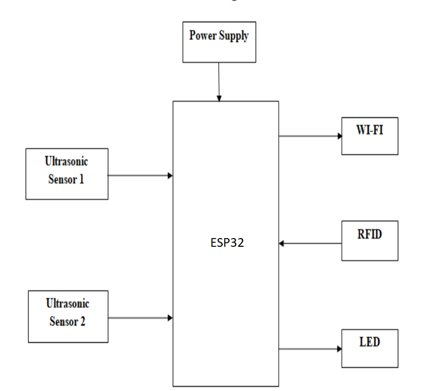 Power Supply
WI-FI
Ultrasonic
Sensor 1
RFID
ESP32
Ultrasonic
Sensor 2
LED